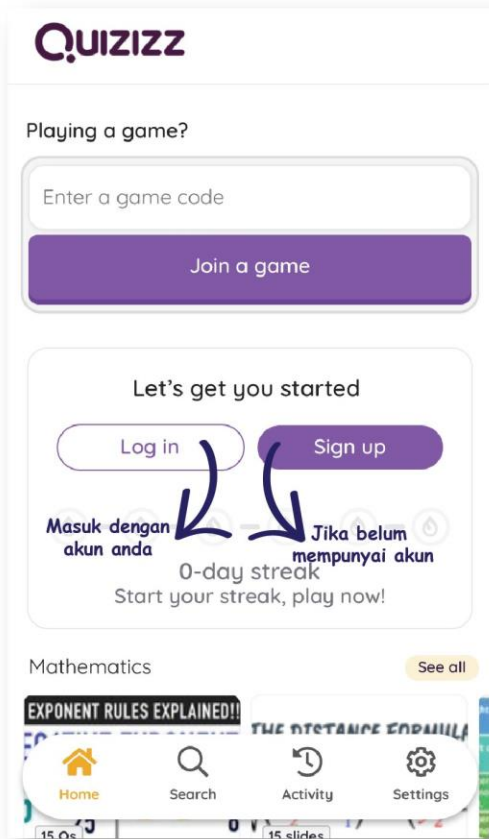 QUIZIZZ
Playing a game?
Enter a game code
Join a game
Let's get you started
Log in
Sign up
Masuk dengan
akun anda
Jika belum
mempunyai akun
0-day streak
Start your streak, play now!
Mathematics
See all
EXPONENT RULES EXPLAINED!!
THE DISTANCE FORMULA
Home
Search
Activity
Settings
15 Qs
15 slides